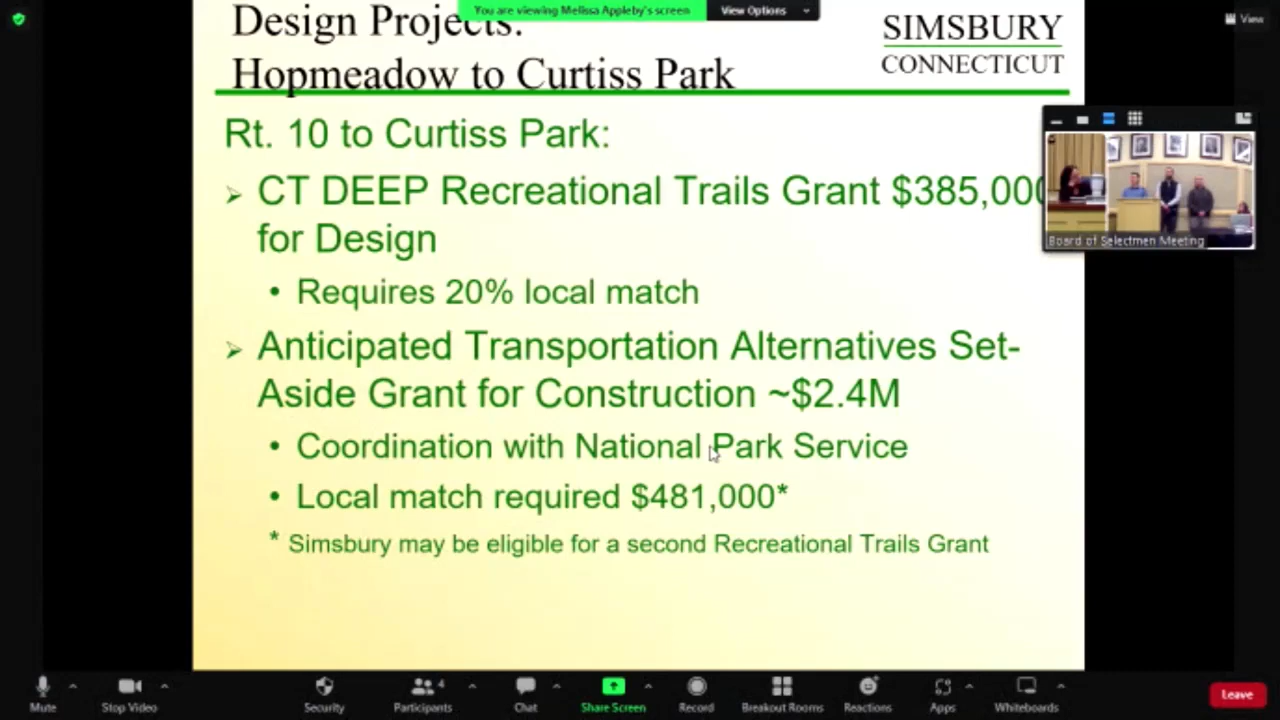 You are viewing Melissa Appleby's screen
View Options
View
Design Projects:
Hopmeadow to Curtiss Park
SIMSBURY
CONNECTICUT
Rt. 10 to Curtiss Park:
CT DEEP Recreational Trails Grant $385,000
for Design
• Requires 20% local match
Anticipated Transportation Alternatives Set-
Aside Grant for Construction ~$2.4M
• Coordination with National Park Service
• Local match required $481,000*
* Simsbury may be eligible for a second Recreational Trails Grant
Board of Selectmen Meeting
Mute
Stop Video
Security
4
Participants
Chat
Share Screen
Record
Breakout Rooms
Reactions
Apps
Whiteboards
Leave